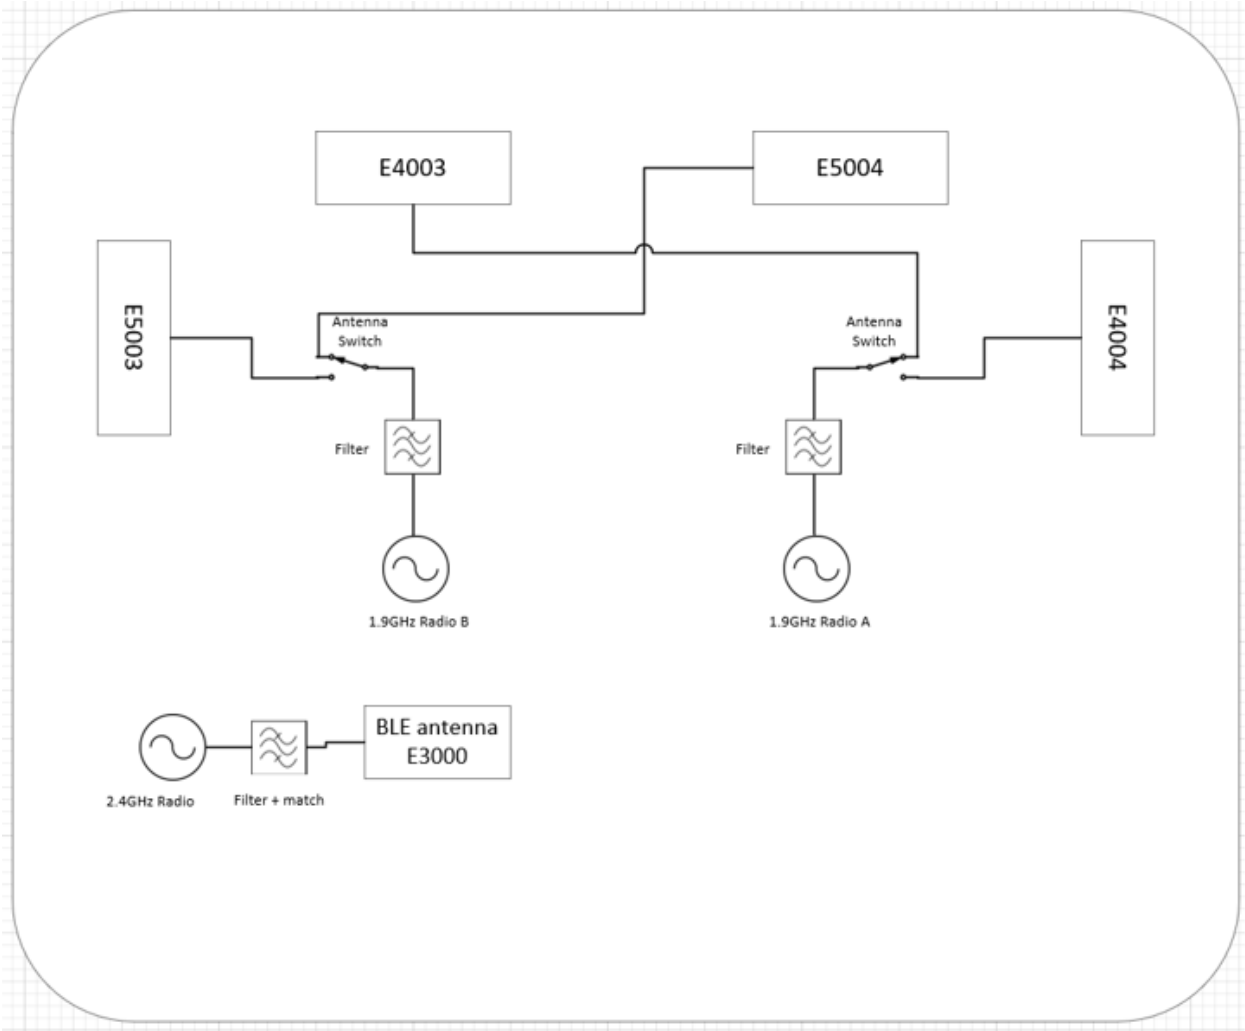 E4003
E5004
E5003
E4004
Antenna
Switch
Antenna
Switch
Filter
Filter
1.9GHz Radio B
1.9GHz Radio A
BLE antenna
E3000
2.4GHz Radio
Filter + match